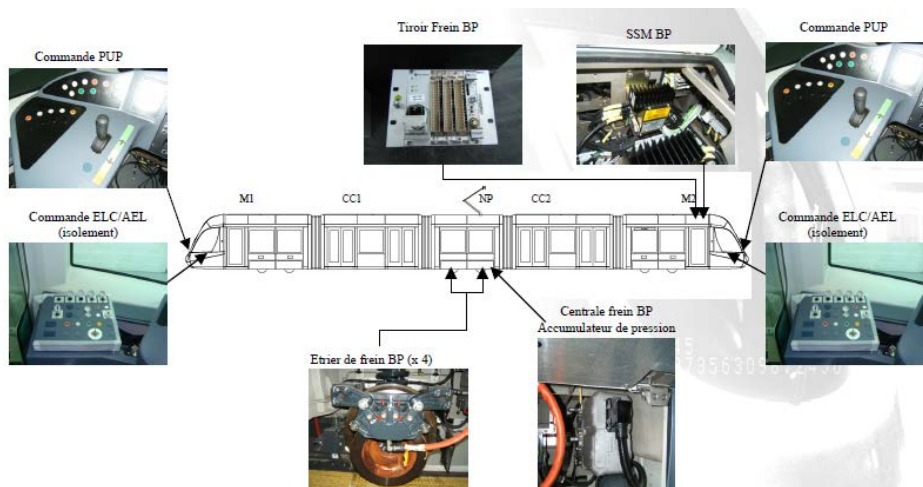 Tiroir Frein BP
SSM BP
Commande PUP
Commande PUP
M1
CC1
NP
CC2
M2
Commande ELC/AEL
(isolement)
Commande ELC/AEL
(isolement)
Centrale frein BP
Accumulateur de pression
Etrier de frein BP (x 4)